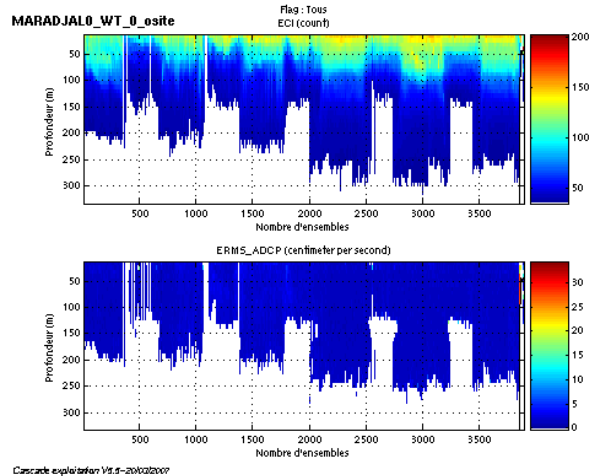 Flag : Tous
MARADJAL0_WT_0_osite
ECI (count)
Profondeur (m)
50
100
150
200
250
300
500 1000 1500 2000 2500 3000 3500
Nombre d'ensembles
200
150
100
50
ERMS_ADCP (centimeter per second)
Profondeur (m)
50
100
150
200
250
300
500 1000 1500 2000 2500 3000 3500
Nombre d'ensembles
30
25
20
15
10
5
0
Cascade exploitation V5.5-20/03/2007